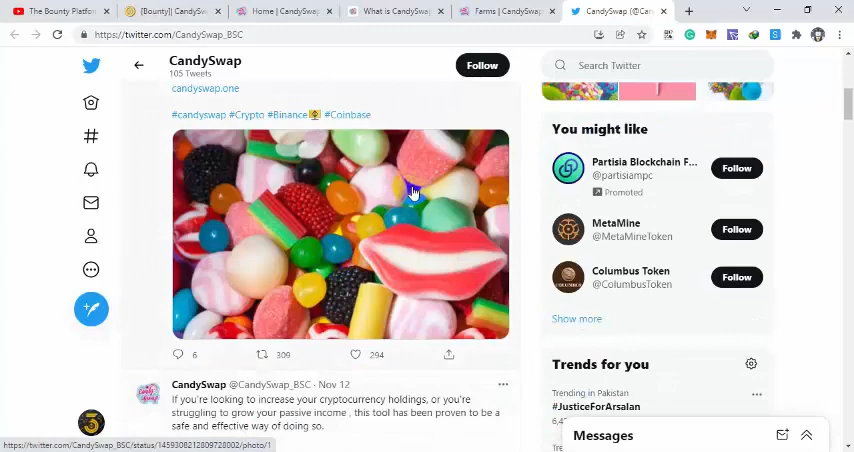 The Bounty Platfo
[Bounty] CandySw
Home | CandySwap
What is CandySwap
Farms | CandySwap
CandySwap (@Can
https://twitter.com/CandySwap_BSC
CandySwap
105 Tweets
Follow
Search Twitter
candyswap.one
#candyswap #Crypto #Binance #Coinbase
6
309
294
CandySwap @CandySwap_BSC · Nov 12
If you're looking to increase your cryptocurrency holdings, or you're
struggling to grow your passive income , this tool has been proven to be a
safe and effective way of doing so.
You might like
Partisia Blockchain F...
@partisiampc
Promoted
Follow
MetaMine
@MetaMineToken
Follow
Columbus Token
@ColumbusToken
Follow
Show more
Trends for you
Trending in Pakistan
#JusticeForArsalan
Messages
https://twitter.com/CandySwap_BSC/status/1459308212809728002/photo/1